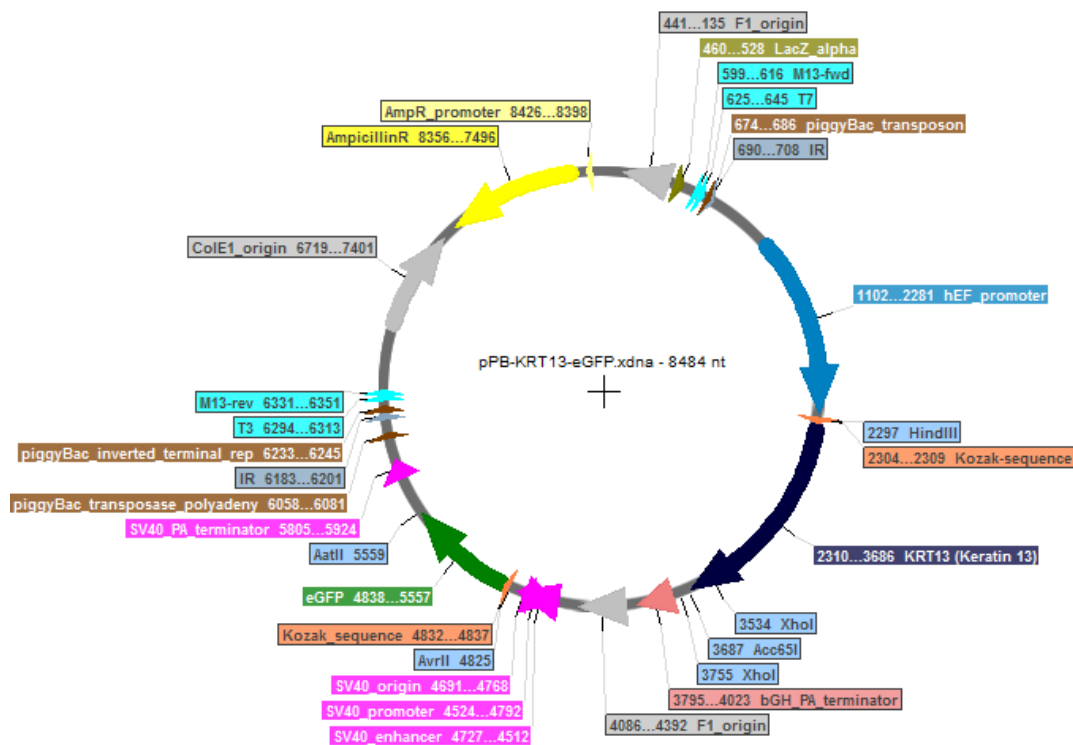 441...135 F1_origin
460...528 LacZ_alpha
599...616 M13-fwd
625...645 T7
674...686 piggyBac_transposon
690...708 IR
AmpR_promoter 8426...8398
AmpicillinR 8356...7496
ColE1_origin 6719...7401
1102...2281 hEF_promoter
pPB-KRT13-eGFP.xdna - 8484 nt
M13-rev 6331...6351
T3 6294...6313
piggyBac_inverted_terminal_rep 6233...6245
IR 6183...6201
piggyBac_transposase_polyadeny 6058...6081
SV40_PA_terminator 5805...5924
AatII 5559
eGFP 4838...5557
Kozak_sequence 4832...4837
AvrII 4825
SV40_origin 4691...4768
SV40_promoter 4524...4792
SV40_enhancer 4727...4512
2297 HindIII
2304...2309 Kozak-sequence
2310...3686 KRT13 (Keratin 13)
3534 XhoI
3687 Acc65I
3755 XhoI
3795...4023 bGH_PA_terminator
4086...4392 F1_origin